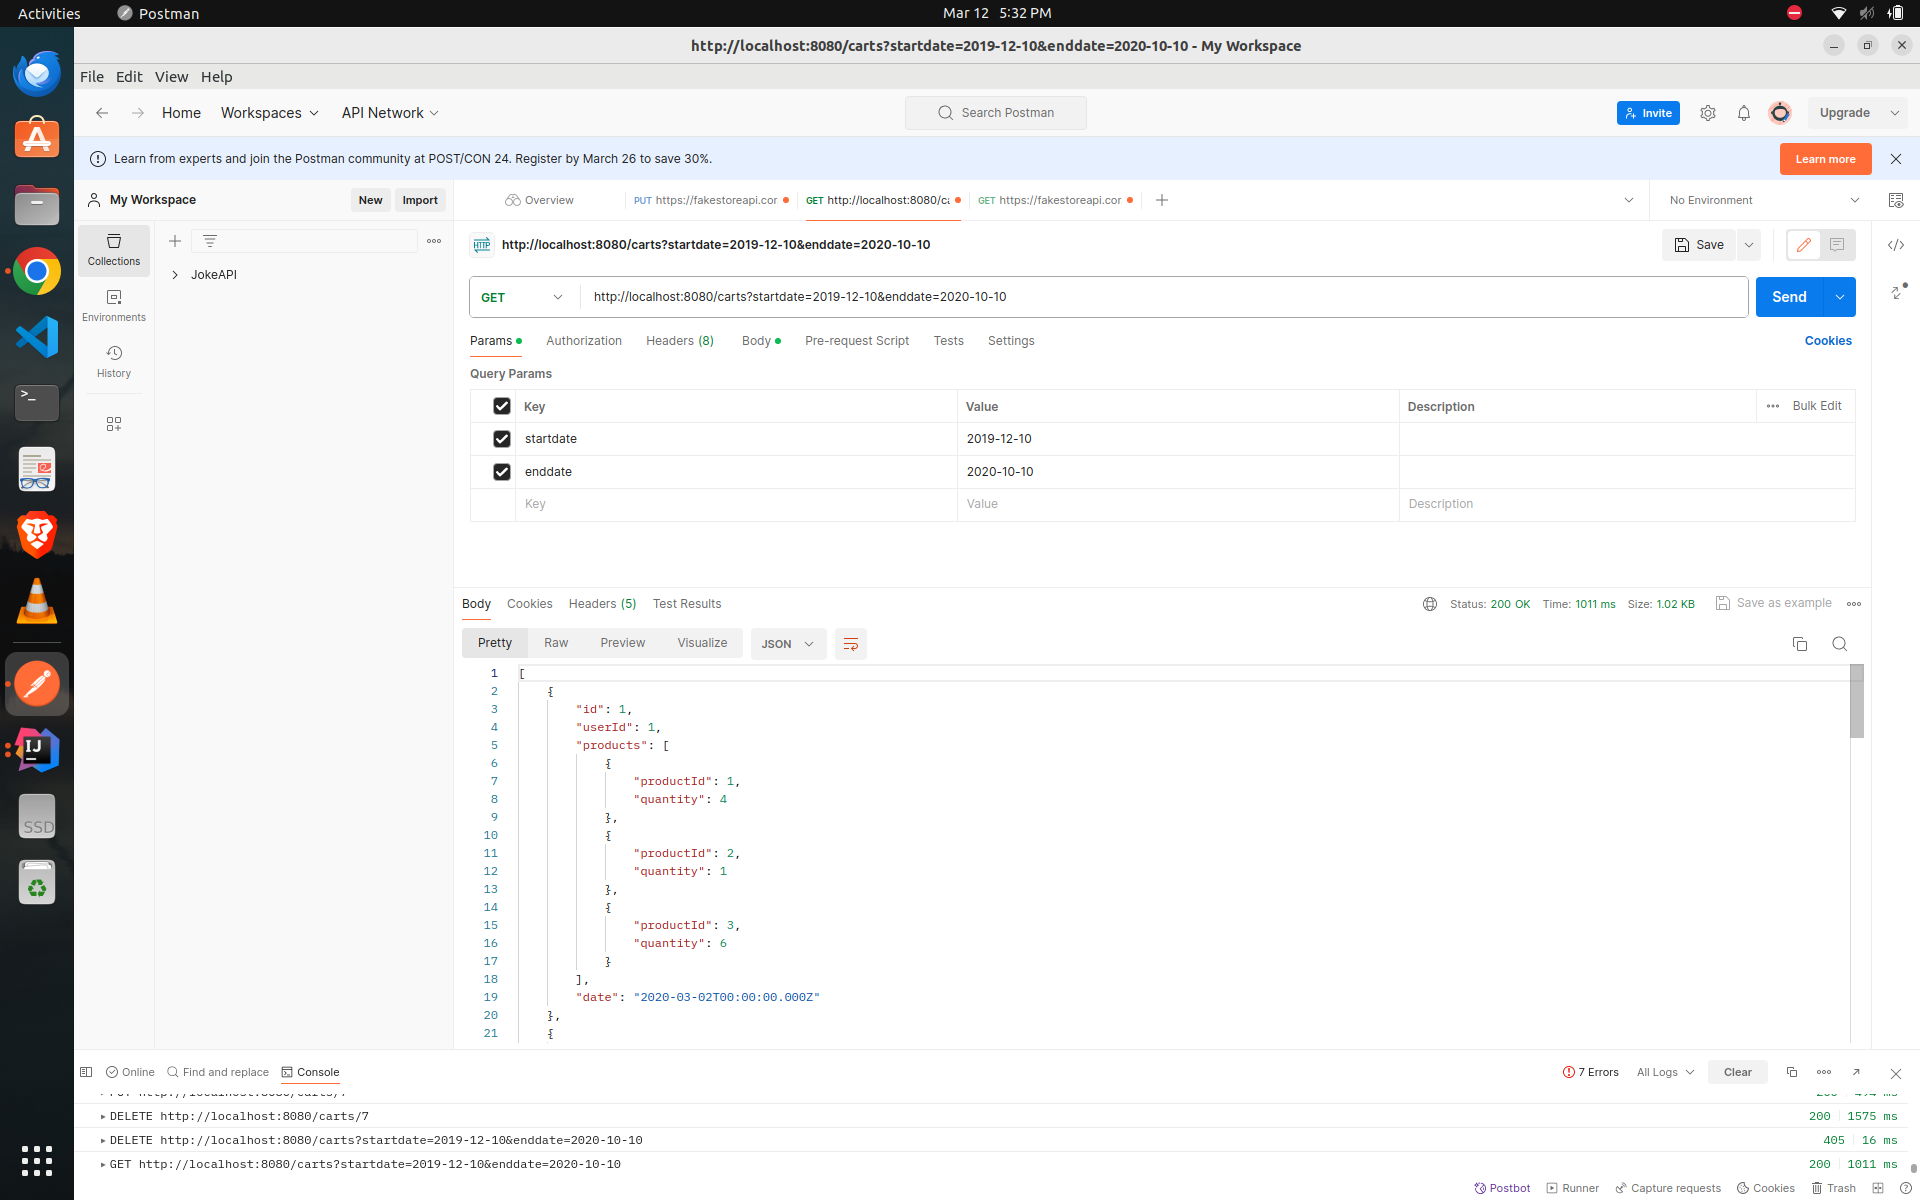 Activities Postman Mar 12 5:32 PM
http://localhost:8080/carts?startdate=2019-12-10&enddate=2020-10-10 - My Workspace
File Edit View Help
Home Workspaces API Network Search Postman Invite Upgrade
Learn from experts and join the Postman community at POST/CON 24. Register by March 26 to save 30%. Learn more
My Workspace New Import Overview PUT https://fakestoreapi.cor GET http://localhost:8080/ca GET https://fakestoreapi.cor No Environment
Collections
Environments
History
JokeAPI
HTTP http://localhost:8080/carts?startdate=2019-12-10&enddate=2020-10-10 Save
GET http://localhost:8080/carts?startdate=2019-12-10&enddate=2020-10-10 Send
Params Authorization Headers (8) Body Pre-request Script Tests Settings Cookies
Query Params
Key Value Description Bulk Edit
startdate 2019-12-10
enddate 2020-10-10
Key Value Description
Body Cookies Headers (5) Test Results Status: 200 OK Time: 1011 ms Size: 1.02 KB Save as example
Pretty Raw Preview Visualize JSON
1 [
2 {
3 "id": 1,
4 "userId": 1,
5 "products": [
6 {
7 "productId": 1,
8 "quantity": 4
9 },
10 {
11 "productId": 2,
12 "quantity": 1
13 },
14 {
15 "productId": 3,
16 "quantity": 6
17 }
18 ],
19 "date": "2020-03-02T00:00:00.000Z"
20 },
21 {
Online Find and replace Console 7 Errors All Logs Clear
DELETE http://localhost:8080/carts/7 200 1575 ms
DELETE http://localhost:8080/carts?startdate=2019-12-10&enddate=2020-10-10 405 16 ms
GET http://localhost:8080/carts?startdate=2019-12-10&enddate=2020-10-10 200 1011 ms
Postbot Runner Capture requests Cookies Trash
>_
IJ
SSD